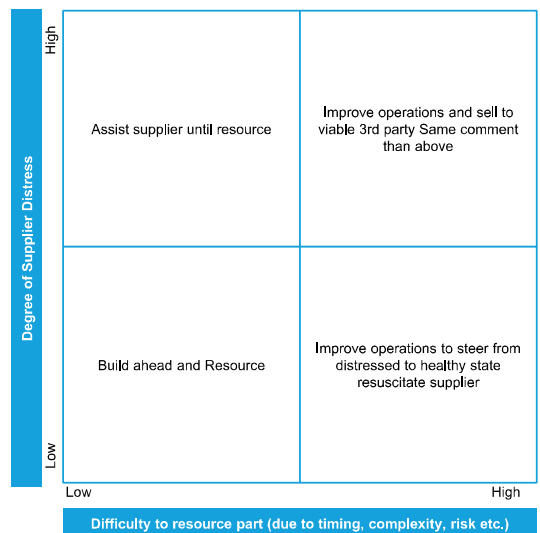 Degree of Supplier Distress
High
Low
Assist supplier until resource
Improve operations and sell to
viable 3rd party Same comment
than above
Build ahead and Resource
Improve operations to steer from
distressed to healthy state
resuscitate supplier
Low
High
Difficulty to resource part (due to timing, complexity, risk etc.)